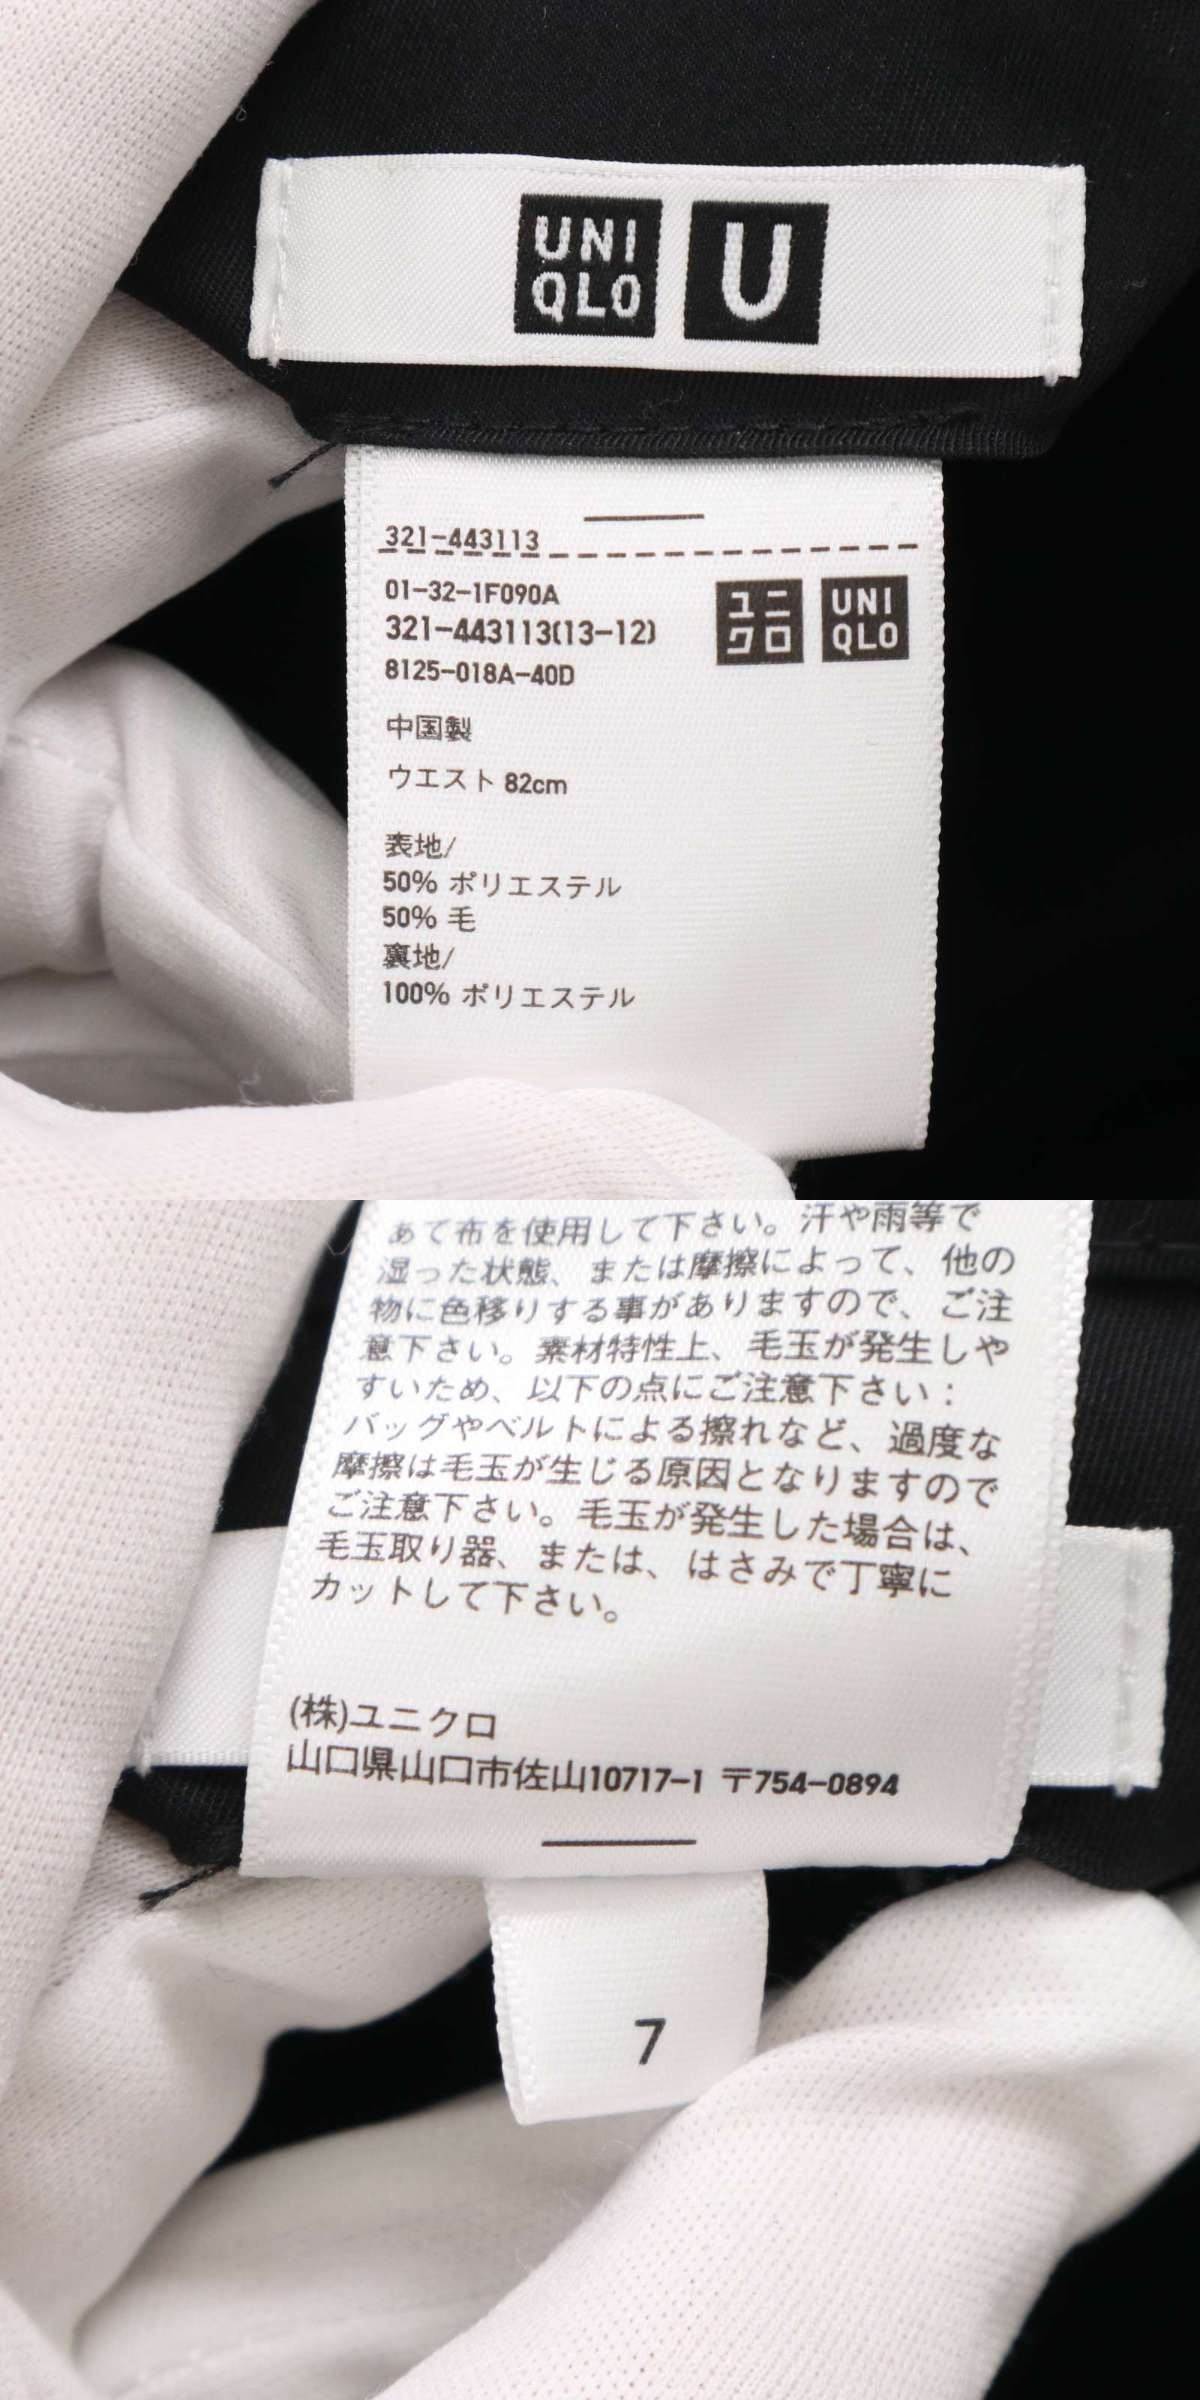 UNI
QLO
U
321-443113
01-32-1F090A
321-443113(13-12)
8125-018A-40D
ユニ
クロ
UNI
QLO
中国製
ウエスト 82cm
表地/
50% ポリエステル
50% 毛
裏地/
100% ポリエステル
あて布を使用して下さい。汗や雨等で
湿った状態、または摩擦によって、他の
物に色移りする事がありますので、ご注
意下さい。素材特性上、毛玉が発生しや
すいため、以下の点にご注意下さい：
バッグやベルトによる擦れなど、過度な
摩擦は毛玉が生じる原因となりますので
ご注意下さい。毛玉が発生した場合は、
毛玉取り器、または、はさみで丁寧に
カットして下さい。
(株)ユニクロ
山口県山口市佐山10717-1 〒754-0894
7